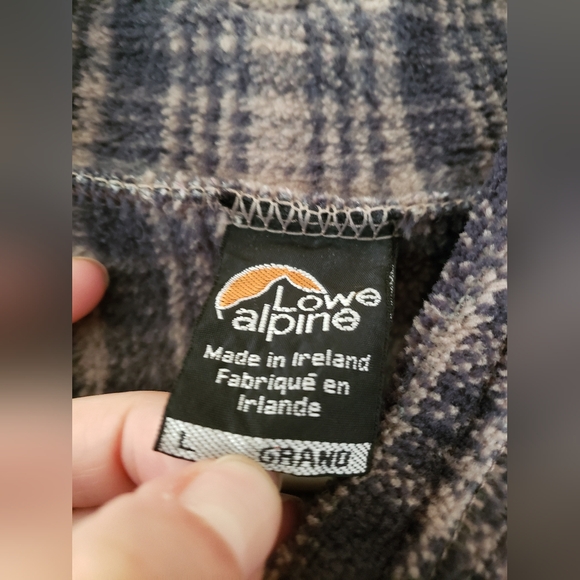 Lowe
alpine
Made in Ireland
Fabriqué en
Irlande
L GRAND